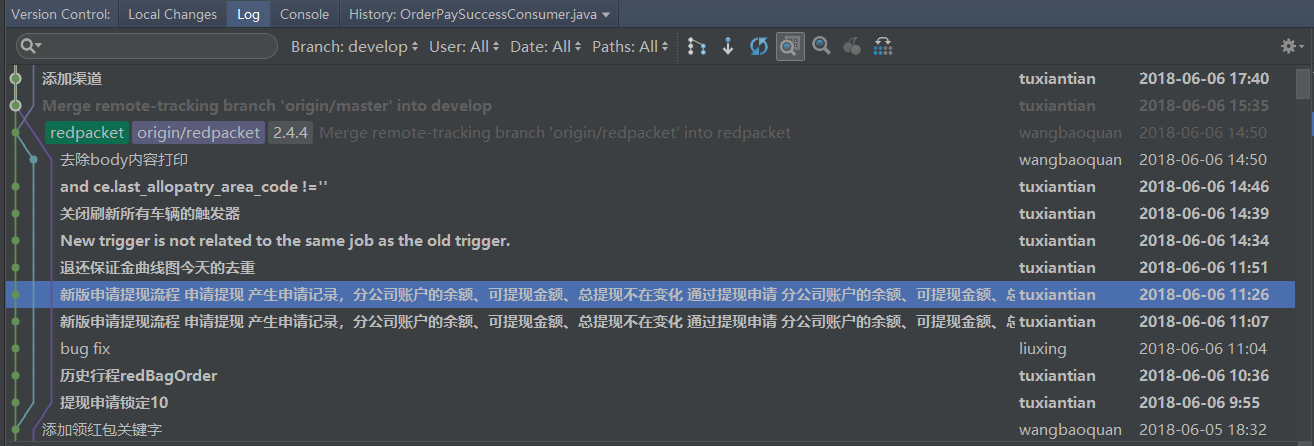 Version Control: Local Changes Log Console History: OrderPaySuccessConsumer.java
Branch: develop User: All Date: All Paths: All
添加渠道 tuxiantian 2018-06-06 17:40
Merge remote-tracking branch 'origin/master' into develop tuxiantian 2018-06-06 15:35
redpacket origin/redpacket 2.4.4 Merge remote-tracking branch 'origin/redpacket' into redpacket wangbaoquan 2018-06-06 14:50
去除body内容打印 wangbaoquan 2018-06-06 14:50
and ce.last_allopatry_area_code !='' tuxiantian 2018-06-06 14:46
关闭刷新所有车辆的触发器 tuxiantian 2018-06-06 14:39
New trigger is not related to the same job as the old trigger. tuxiantian 2018-06-06 14:34
退还保证金曲线图今天的去重 tuxiantian 2018-06-06 11:51
新版申请提现流程 申请提现 产生申请记录，分公司账户的余额、可提现金额、总提现不在变化 通过提现申请 分公司账户的余额、可提现金额、总 tuxiantian 2018-06-06 11:26
新版申请提现流程 申请提现 产生申请记录，分公司账户的余额、可提现金额、总提现不在变化 通过提现申请 分公司账户的余额、可提现金额、总 tuxiantian 2018-06-06 11:07
bug fix liuxing 2018-06-06 11:04
历史行程redBagOrder tuxiantian 2018-06-06 10:36
提现申请锁定10 tuxiantian 2018-06-06 9:55
添加领红包关键字 wangbaoquan 2018-06-05 18:32